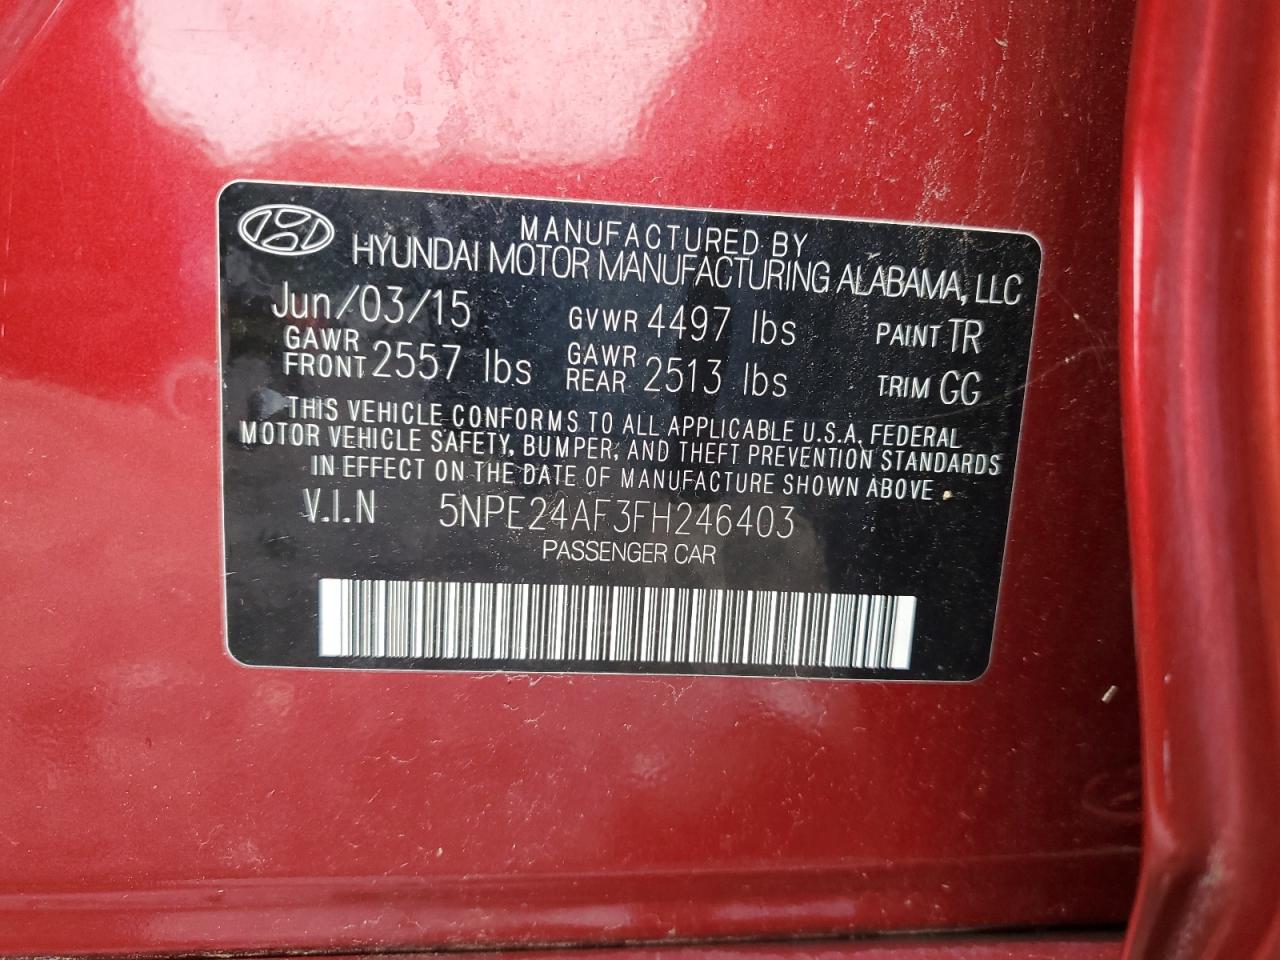 MANUFACTURED BY
HYUNDAI MOTOR MANUFACTURING ALABAMA, LLC
Jun/03/15 GVWR 4497 lbs PAINT TR
GAWR FRONT 2557 lbs GAWR REAR 2513 lbs TRIM GG
THIS VEHICLE CONFORMS TO ALL APPLICABLE U.S.A. FEDERAL
MOTOR VEHICLE SAFETY, BUMPER, AND THEFT PREVENTION STANDARDS
IN EFFECT ON THE DATE OF MANUFACTURE SHOWN ABOVE.
V.I.N 5NPE24AF3FH246403
PASSENGER CAR